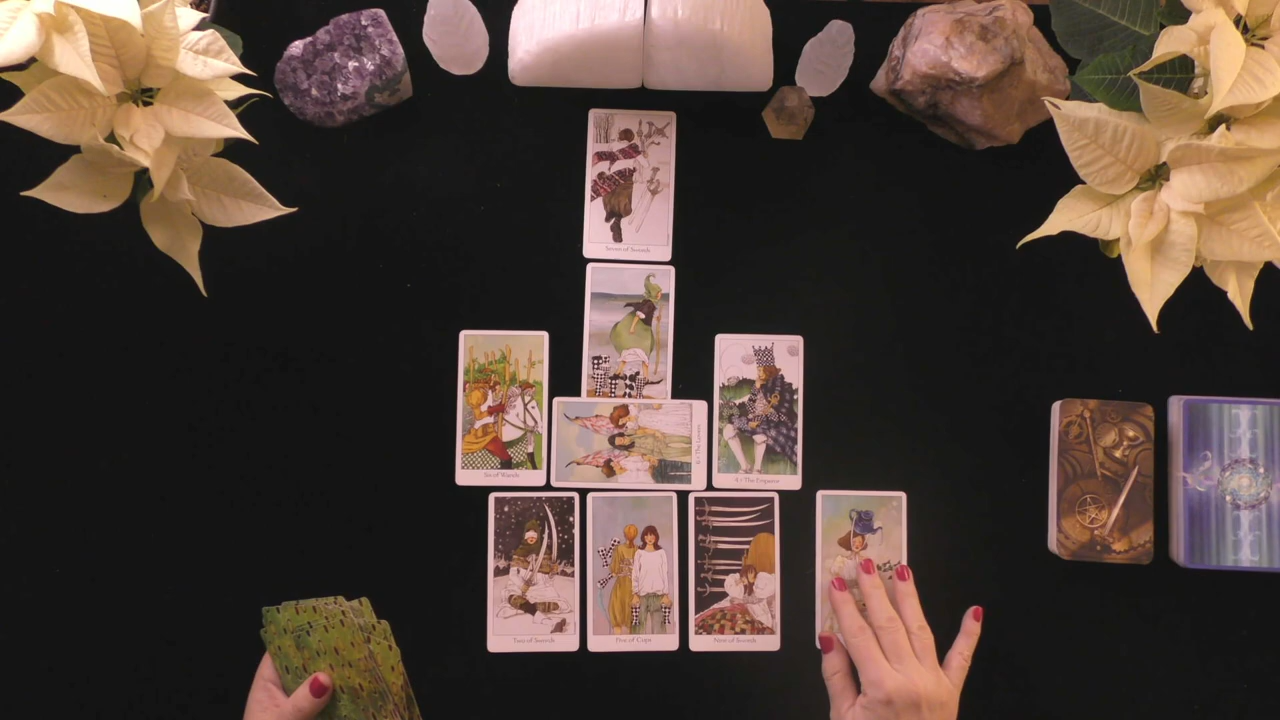 Seven of Swords
Six of Wands
6 • The Lovers
4 • The Emperor
Two of Swords
Five of Cups
Nine of Swords